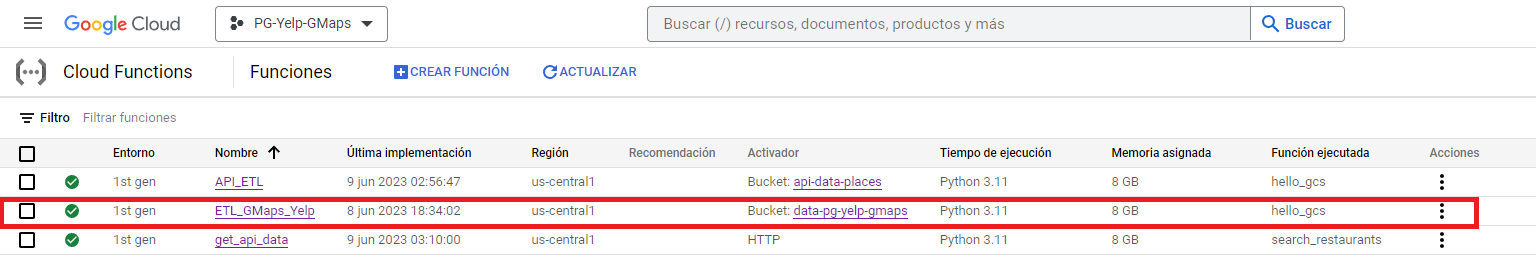 Google Cloud PG-Yelp-GMaps Buscar (/) recursos, documentos, productos y más Buscar
Cloud Functions Funciones CREAR FUNCIÓN ACTUALIZAR
Filtro Filtrar funciones
Entorno Nombre Última implementación Región Recomendación Activador Tiempo de ejecución Memoria asignada Función ejecutada Acciones
1st gen API_ETL 9 jun 2023 02:56:47 us-central1 Bucket: api-data-places Python 3.11 8 GB hello_gcs
1st gen ETL_GMaps_Yelp 8 jun 2023 18:34:02 us-central1 Bucket: data-pg-yelp-gmaps Python 3.11 8 GB hello_gcs
1st gen get_api_data 9 jun 2023 03:10:00 us-central1 HTTP Python 3.11 8 GB search_restaurants